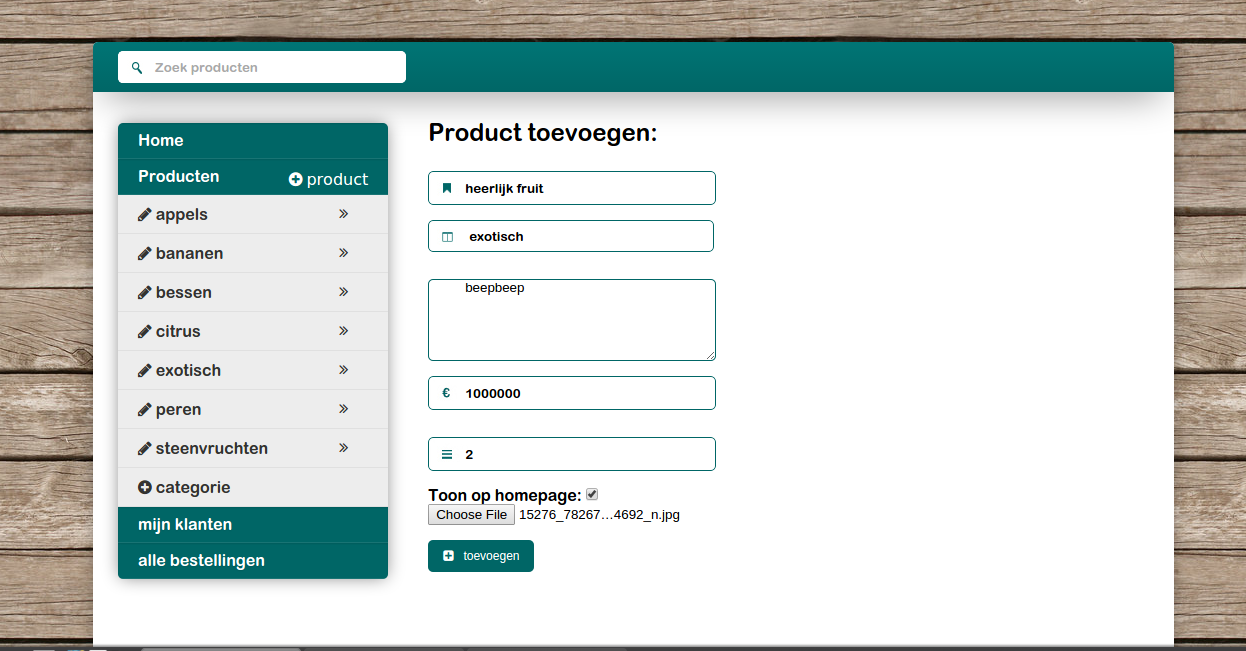 Zoek producten
Home
Producten
product
appels
bananen
bessen
citrus
exotisch
peren
steenvruchten
categorie
mijn klanten
alle bestellingen
Product toevoegen:
heerlijk fruit
exotisch
beepbeep
€ 1000000
2
Toon op homepage:
Choose File 15276_78267…4692_n.jpg
toevoegen